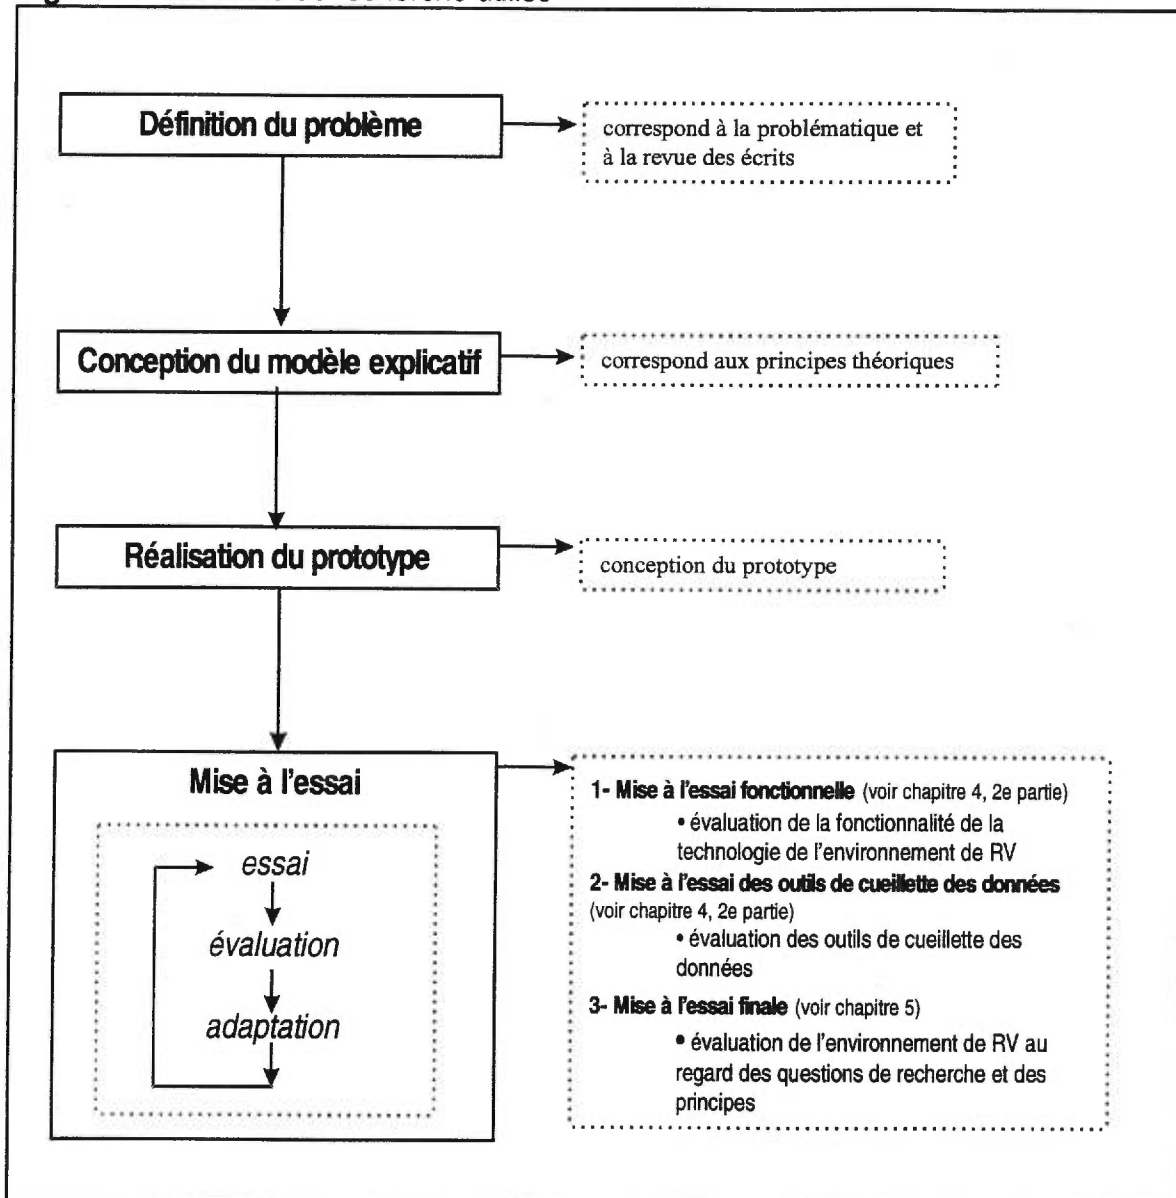 Définition du problème
correspond à la problématique et
à la revue des écrits
Conception du modèle explicatif
correspond aux principes théoriques
Réalisation du prototype
conception du prototype
Mise à l'essai
essai
évaluation
adaptation
1- Mise à l'essai fonctionnelle (voir chapitre 4, 2e partie)
• évaluation de la fonctionnalité de la
technologie de l'environnement de RV
2- Mise à l'essai des outils de cueillette des données
(voir chapitre 4, 2e partie)
• évaluation des outils de cueillette des
données
3- Mise à l'essai finale (voir chapitre 5)
• évaluation de l'environnement de RV au
regard des questions de recherche et des
principes